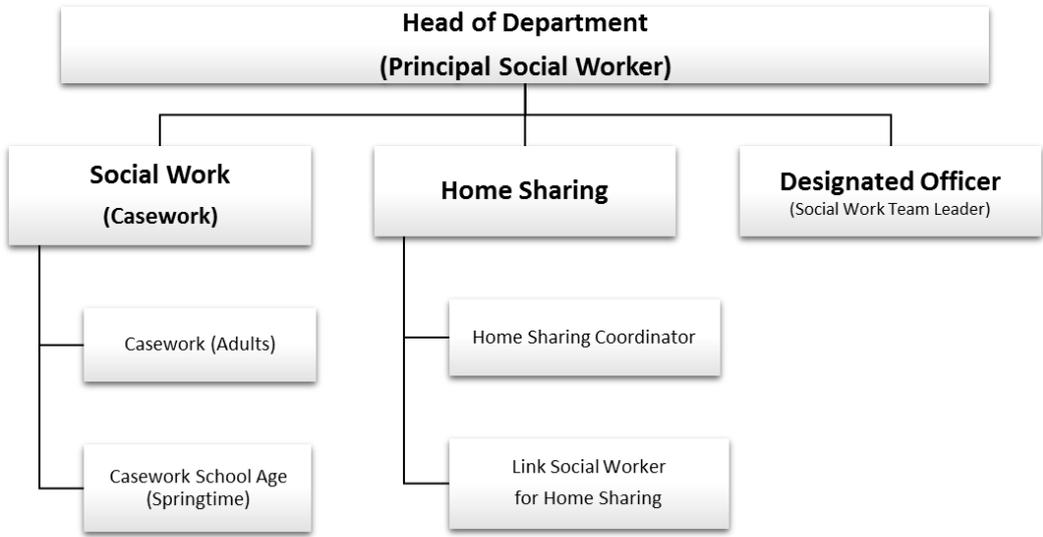 Head of Department
(Principal Social Worker)
Social Work
(Casework)
Home Sharing
Designated Officer
(Social Work Team Leader)
Casework (Adults)
Home Sharing Coordinator
Casework School Age
(Springtime)
Link Social Worker
for Home Sharing